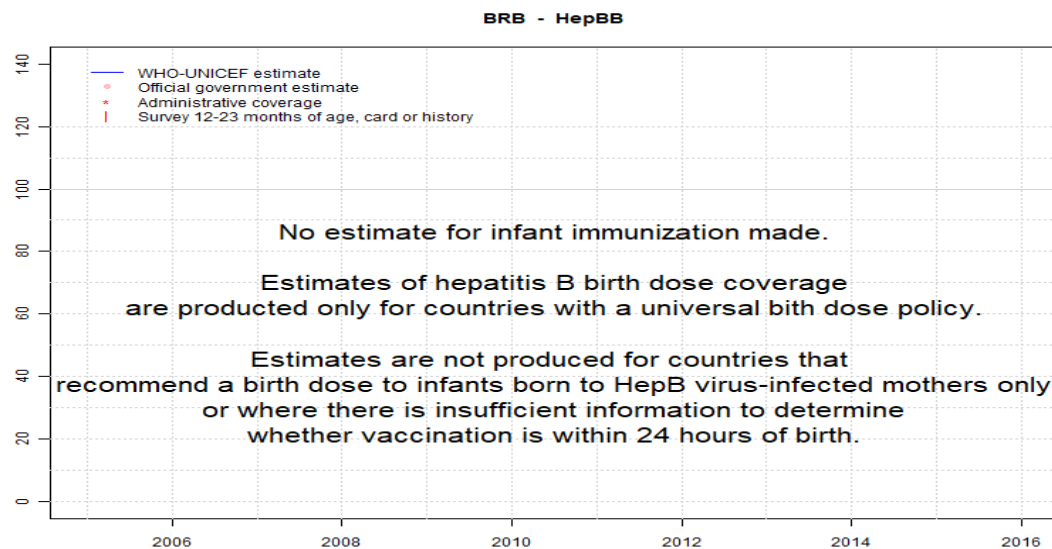 BRB - HepBB
140
120
100
80
60
40
20
0
WHO-UNICEF estimate
Official government estimate
Administrative coverage
Survey 12-23 months of age, card or history
No estimate for infant immunization made.
Estimates of hepatitis B birth dose coverage
are producted only for countries with a universal bith dose policy.
Estimates are not produced for countries that
recommend a birth dose to infants born to HepB virus-infected mothers only
or where there is insufficient information to determine
whether vaccination is within 24 hours of birth.
2006 2008 2010 2012 2014 2016